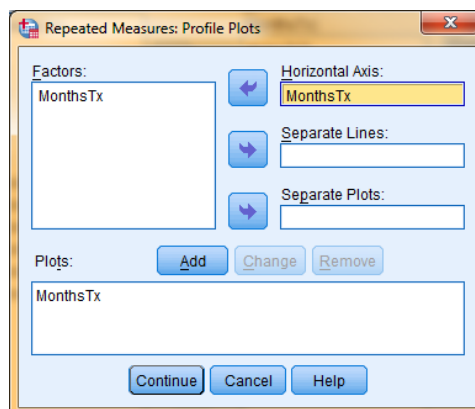 Repeated Measures: Profile Plots
Factors:
MonthsTx
Horizontal Axis:
MonthsTx
Separate Lines:
Separate Plots:
Plots:
Add
Change
Remove
MonthsTx
Continue
Cancel
Help